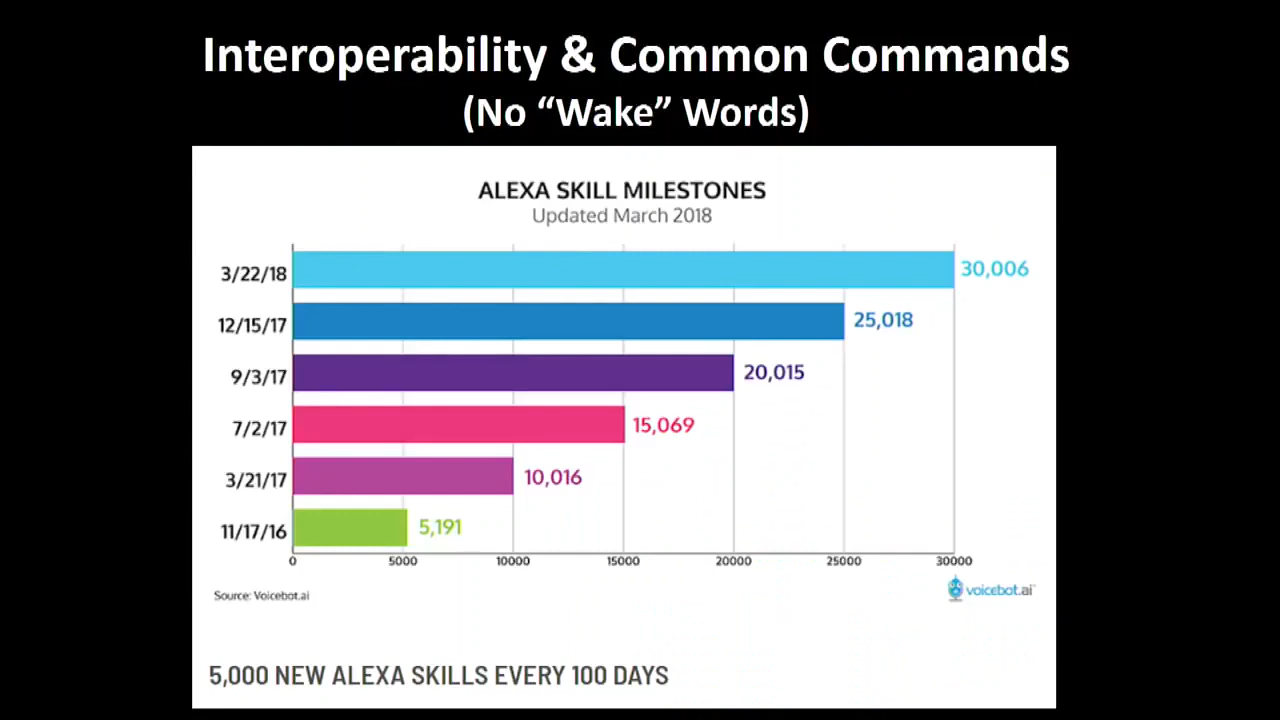 Interoperability & Common Commands
(No “Wake” Words)
ALEXA SKILL MILESTONES
Updated March 2018
3/22/18 30,006
12/15/17 25,018
9/3/17 20,015
7/2/17 15,069
3/21/17 10,016
11/17/16 5,191
0 5000 10000 15000 20000 25000 30000
Source: Voicebot.ai
voicebot.ai
5,000 NEW ALEXA SKILLS EVERY 100 DAYS